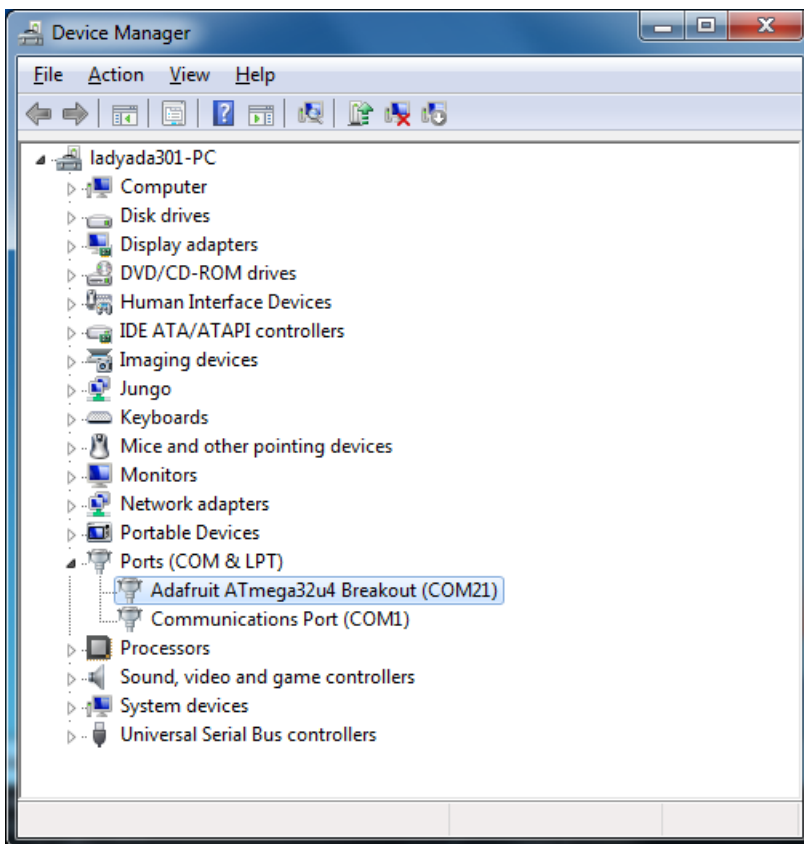 Device Manager
File Action View Help
ladyada301-PC
Computer
Disk drives
Display adapters
DVD/CD-ROM drives
Human Interface Devices
IDE ATA/ATAPI controllers
Imaging devices
Jungo
Keyboards
Mice and other pointing devices
Monitors
Network adapters
Portable Devices
Ports (COM & LPT)
Adafruit ATmega32u4 Breakout (COM21)
Communications Port (COM1)
Processors
Sound, video and game controllers
System devices
Universal Serial Bus controllers